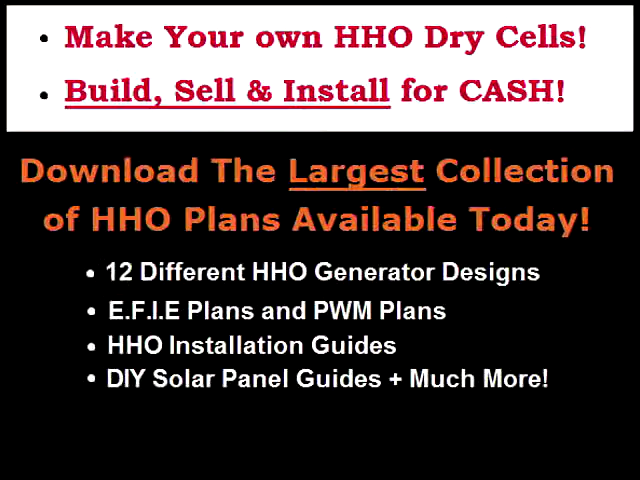 • Make Your own HHO Dry Cells!
• Build, Sell & Install for CASH!
Download The Largest Collection
of HHO Plans Available Today!
• 12 Different HHO Generator Designs
• E.F.I.E Plans and PWM Plans
• HHO Installation Guides
• DIY Solar Panel Guides + Much More!